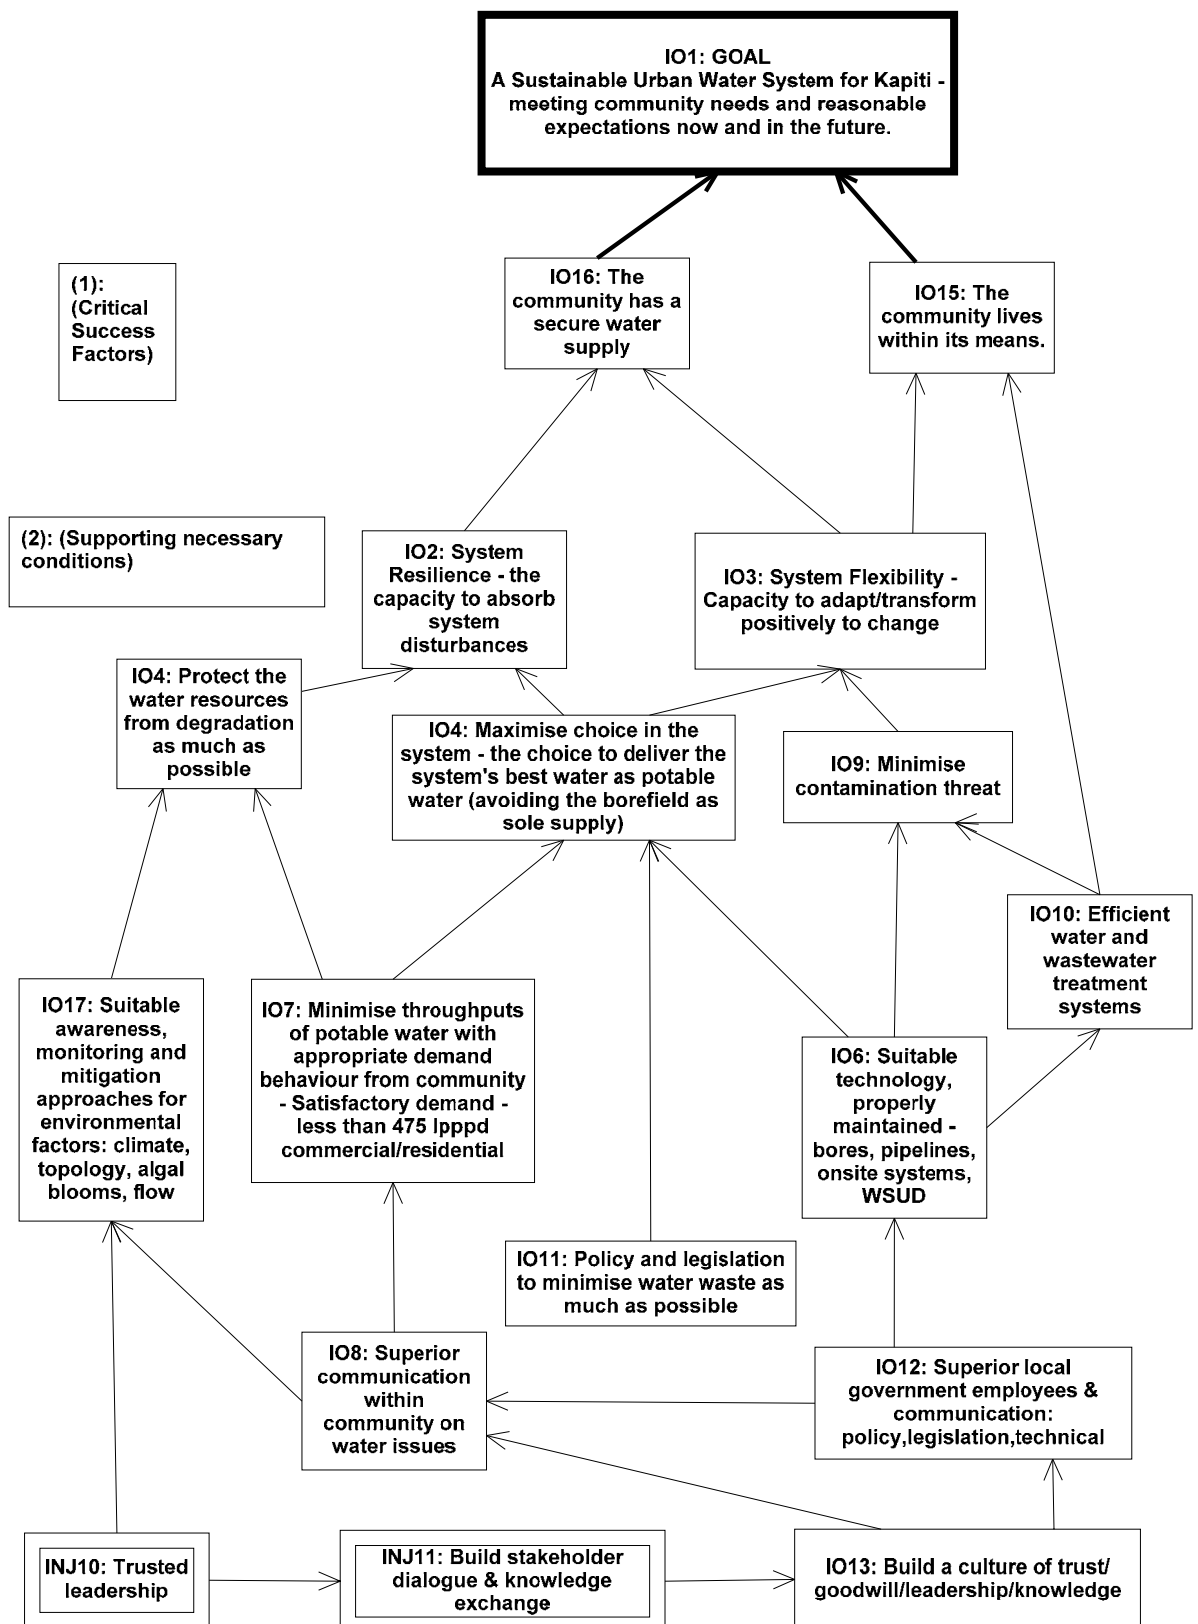 IO1: GOAL
A Sustainable Urban Water System for Kapiti -
meeting community needs and reasonable
expectations now and in the future.
(1):
(Critical
Success
Factors)
IO16: The
community has a
secure water
supply
IO15: The
community lives
within its means.
(2): (Supporting necessary
conditions)
IO2: System
Resilience - the
capacity to absorb
system
disturbances
IO3: System Flexibility -
Capacity to adapt/transform
positively to change
IO4: Protect the
water resources
from degradation
as much as
possible
IO4: Maximise choice in the
system - the choice to deliver the
system's best water as potable
water (avoiding the borefield as
sole supply)
IO9: Minimise
contamination threat
IO10: Efficient
water and
wastewater
treatment
systems
IO17: Suitable
awareness,
monitoring and
mitigation
approaches for
environmental
factors: climate,
topology, algal
blooms, flow
IO7: Minimise throughputs
of potable water with
appropriate demand
behaviour from community
- Satisfactory demand -
less than 475 lpppd
commercial/residential
IO6: Suitable
technology,
properly
maintained -
bores, pipelines,
onsite systems,
WSUD
IO11: Policy and legislation
to minimise water waste as
much as possible
IO8: Superior
communication
within
community on
water issues
IO12: Superior local
government employees &
communication:
policy,legislation,technical
INJ10: Trusted
leadership
INJ11: Build stakeholder
dialogue & knowledge
exchange
IO13: Build a culture of trust/
goodwill/leadership/knowledge